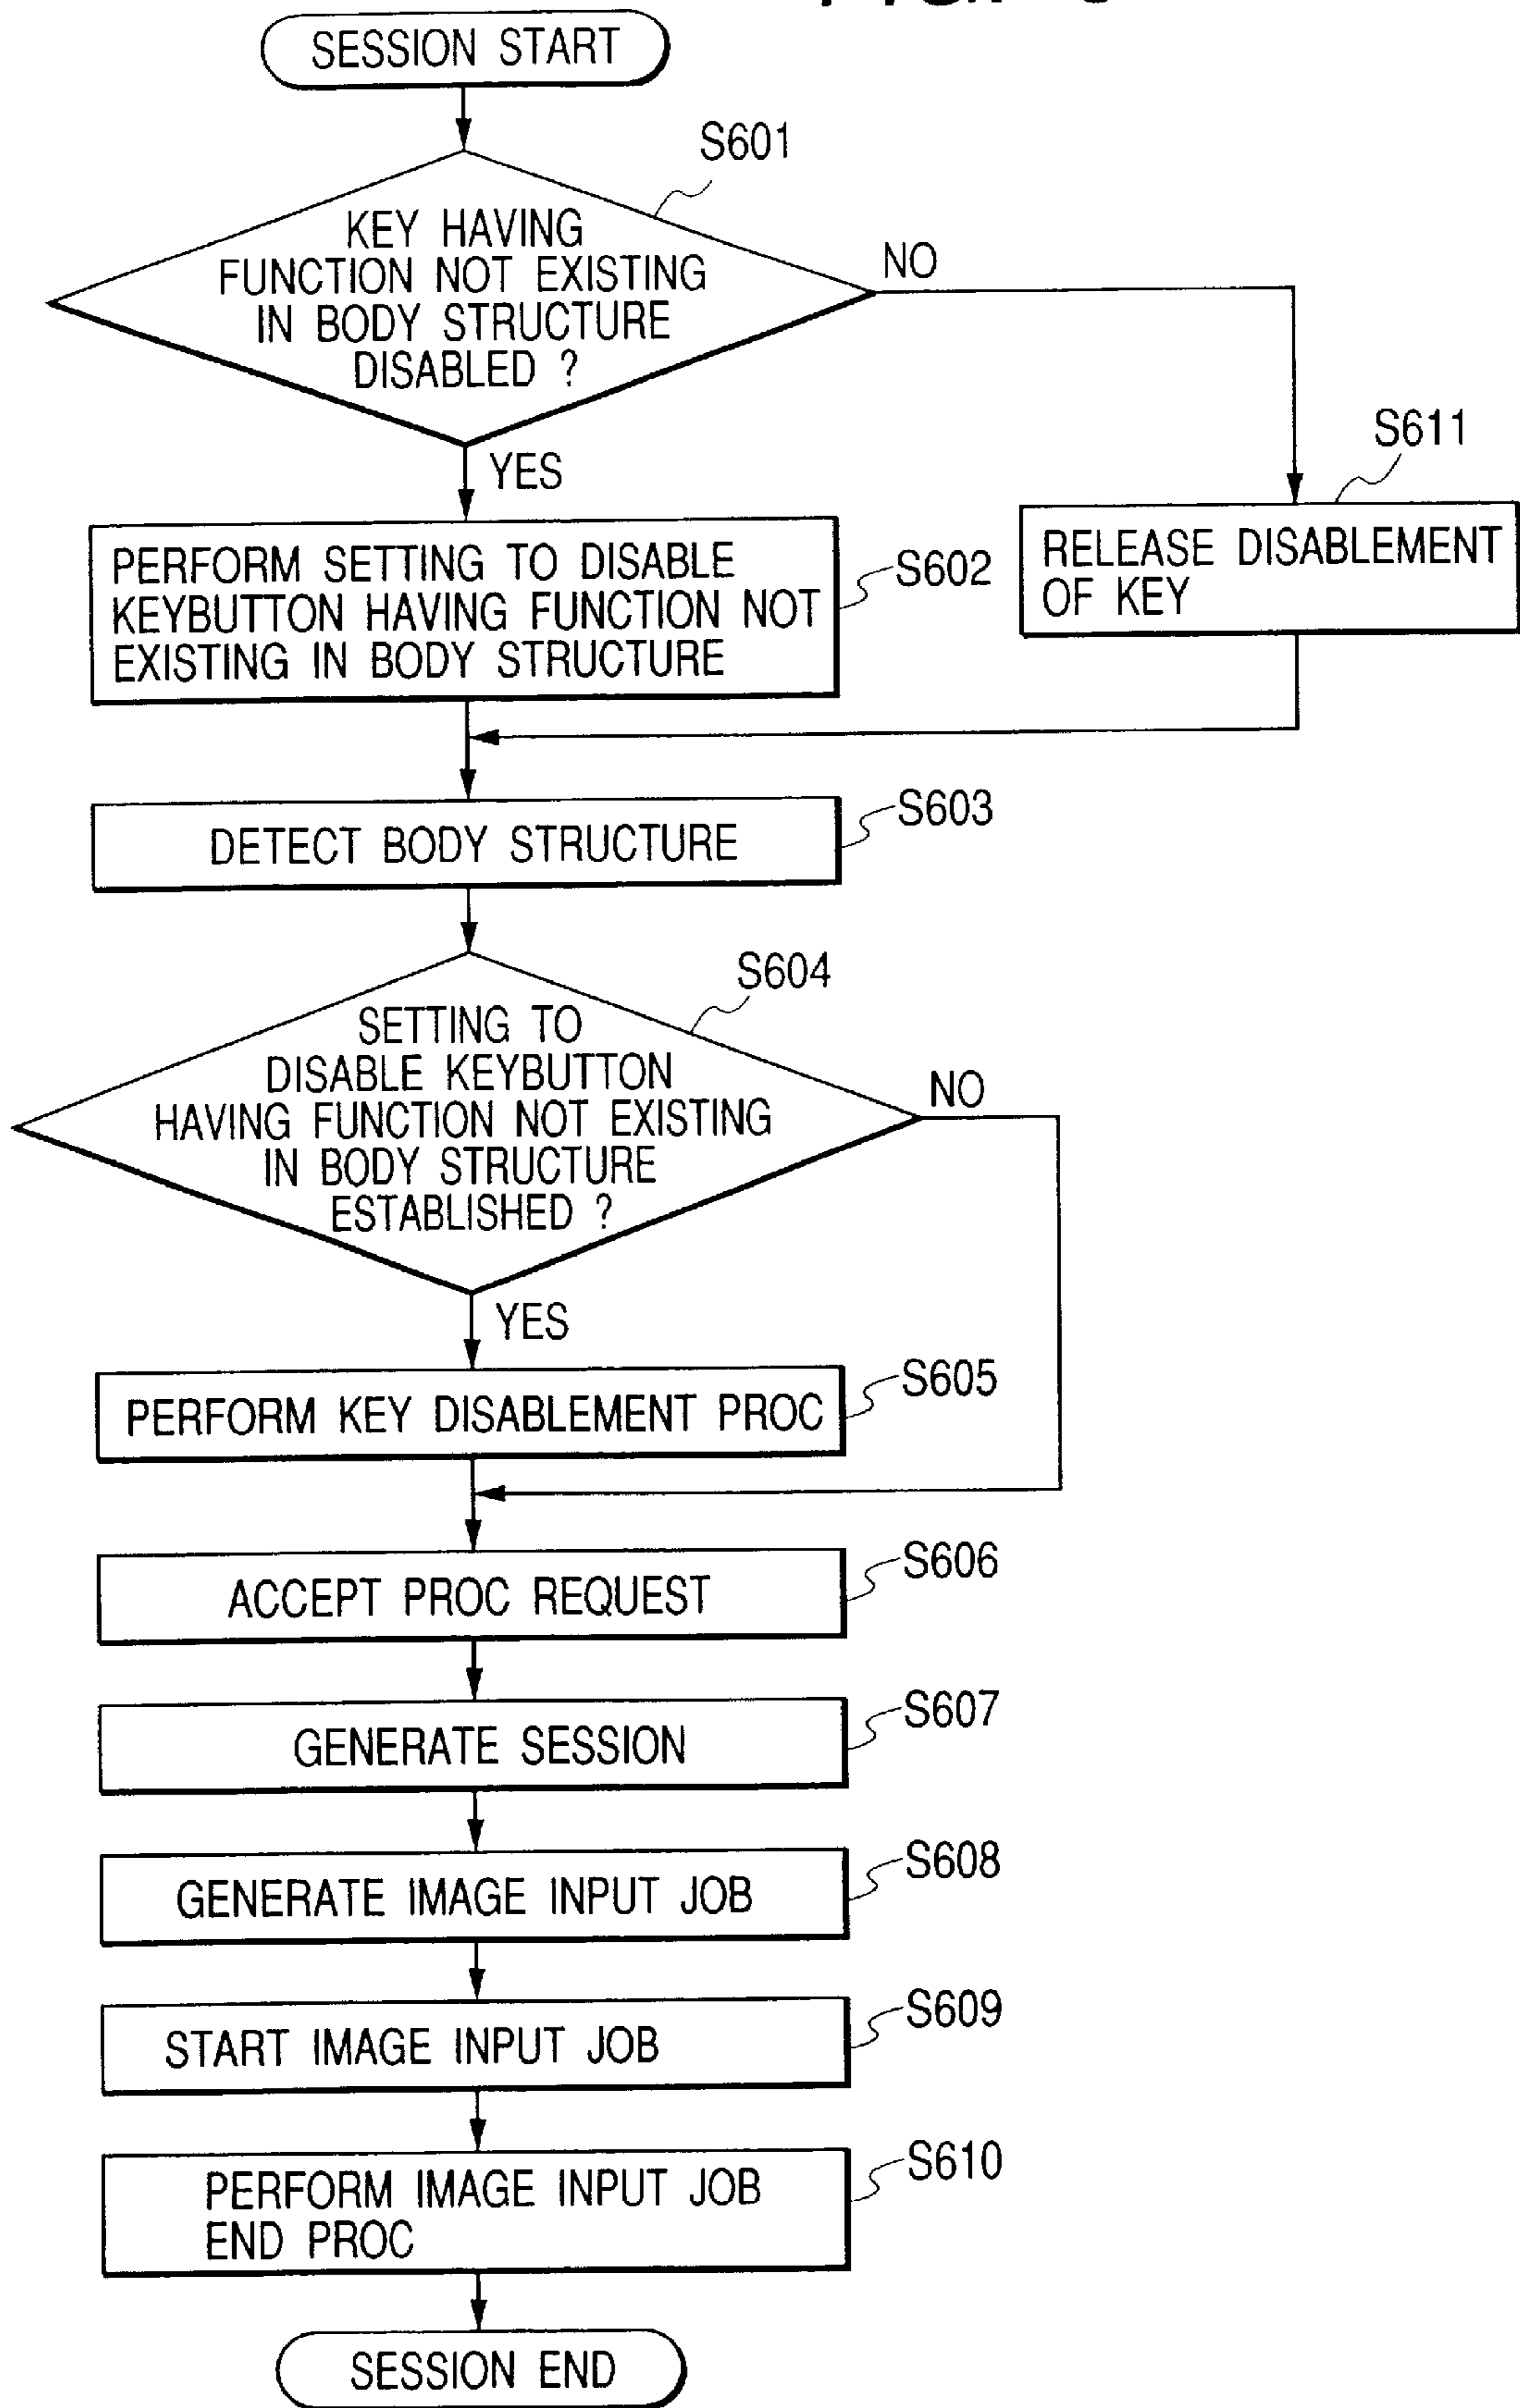 SESSION START
S601
KEY HAVING
FUNCTION NOT EXISTING
IN BODY STRUCTURE
DISABLED ?
NO
YES
S611
RELEASE DISABLEMENT
OF KEY
PERFORM SETTING TO DISABLE
KEYBUTTON HAVING FUNCTION NOT
EXISTING IN BODY STRUCTURE
S602
DETECT BODY STRUCTURE
S603
S604
SETTING TO
DISABLE KEYBUTTON
HAVING FUNCTION NOT EXISTING
IN BODY STRUCTURE
ESTABLISHED ?
NO
YES
PERFORM KEY DISABLEMENT PROC
S605
ACCEPT PROC REQUEST
S606
GENERATE SESSION
S607
GENERATE IMAGE INPUT JOB
S608
START IMAGE INPUT JOB
S609
PERFORM IMAGE INPUT JOB
END PROC
S610
SESSION END